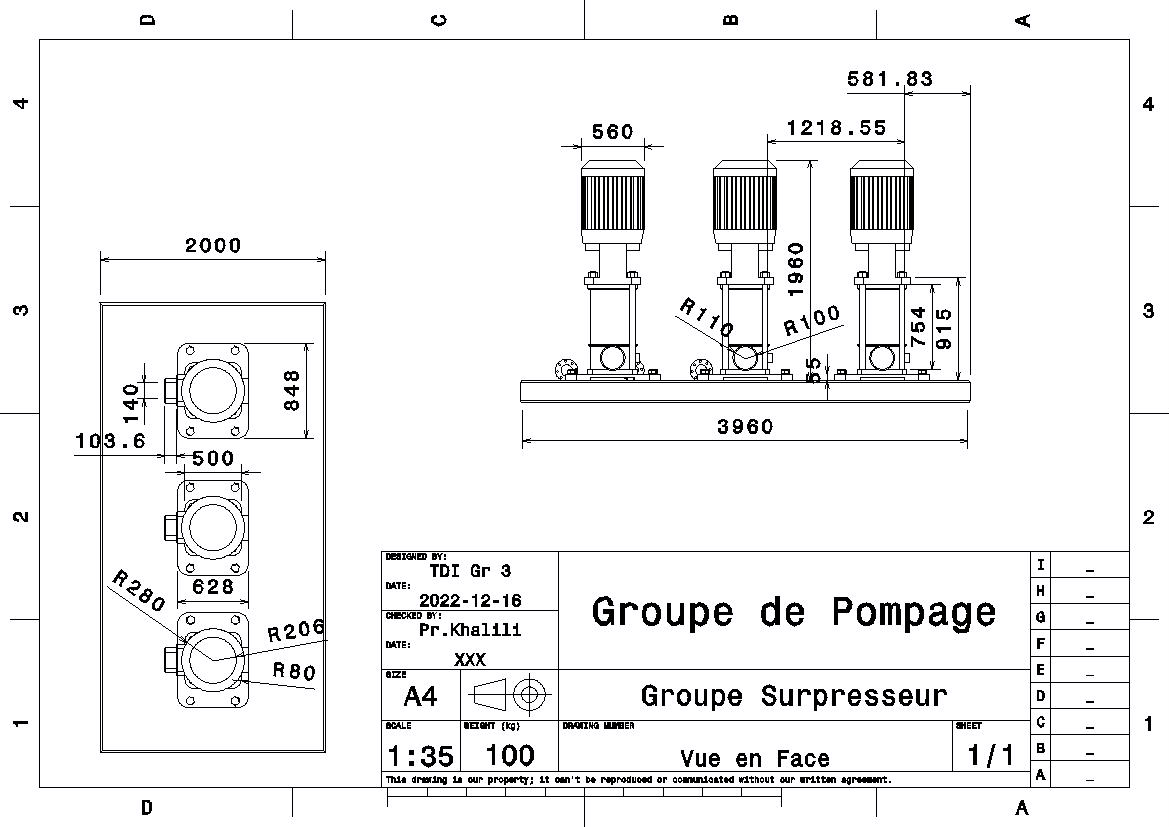 D C B A
4 4
581.83
560 1218.55
1960
2000
3 3
R110 R100
754 915
55
848
140
103.6
3960
500
2 2
628
R280
R206
R80
1 1
DESIGNED BY:
TDI Gr 3
DATE:
2022-12-16
CHECKED BY:
Pr.Khalili
DATE:
XXX
Groupe de Pompage
SIZE
A4
Groupe Surpresseur
SCALE
1:35
WEIGHT (kg)
100
DRAWING NUMBER
Vue en Face
SHEET
1/1
I _
H _
G _
F _
E _
D _
C _
B _
A _
This drawing is our property; it can't be reproduced or communicated without our written agreement.
D A